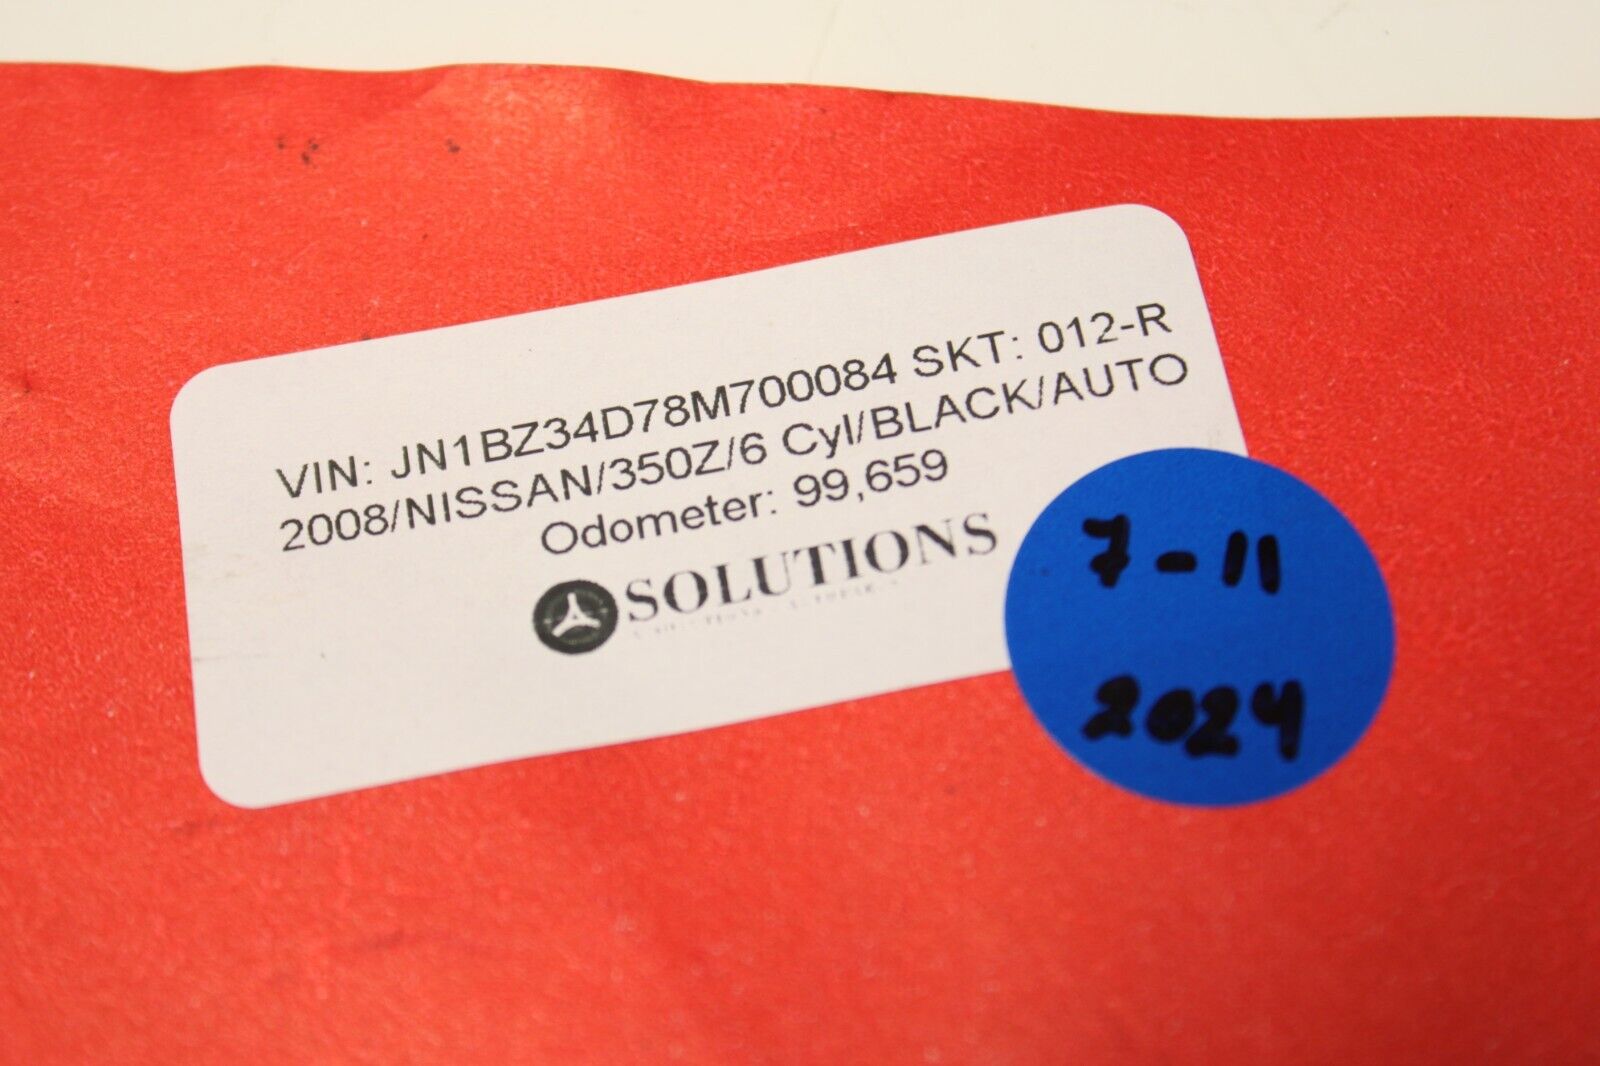 VIN: JN1BZ34D78M700084 SKT: 012-R
2008/NISSAN/350Z/6 Cyl/BLACK/AUTO
Odometer: 99,659
SOLUTIONS
7-11
2024